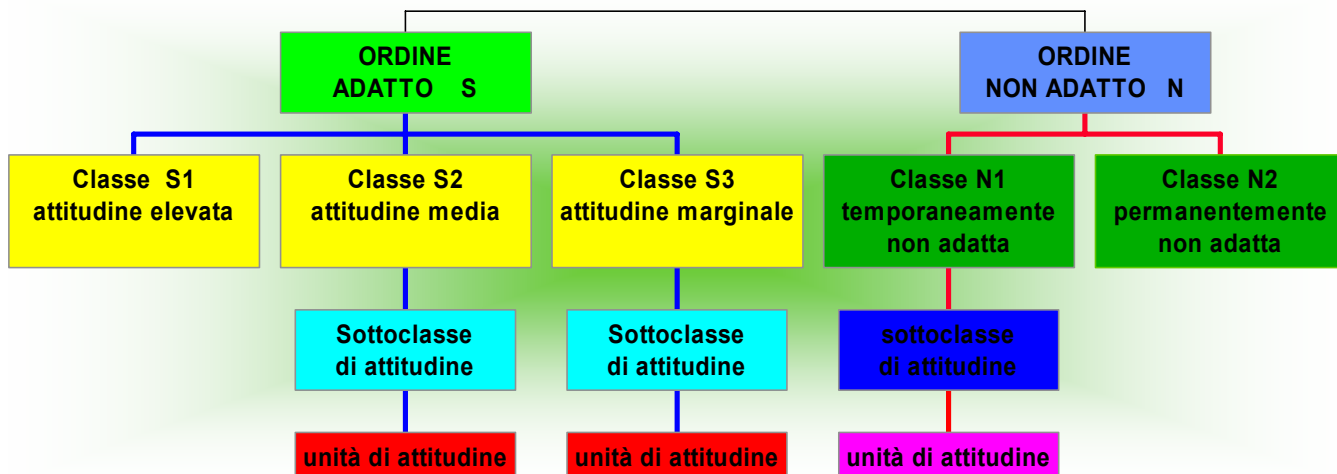 ORDINE
ADATTO S
ORDINE
NON ADATTO N
Classe S1
attitudine elevata
Classe S2
attitudine media
Classe S3
attitudine marginale
Classe N1
temporaneamente
non adatta
Classe N2
permanentemente
non adatta
Sottoclasse
di attitudine
Sottoclasse
di attitudine
sottoclasse
di attitudine
unità di attitudine
unità di attitudine
unità di attitudine